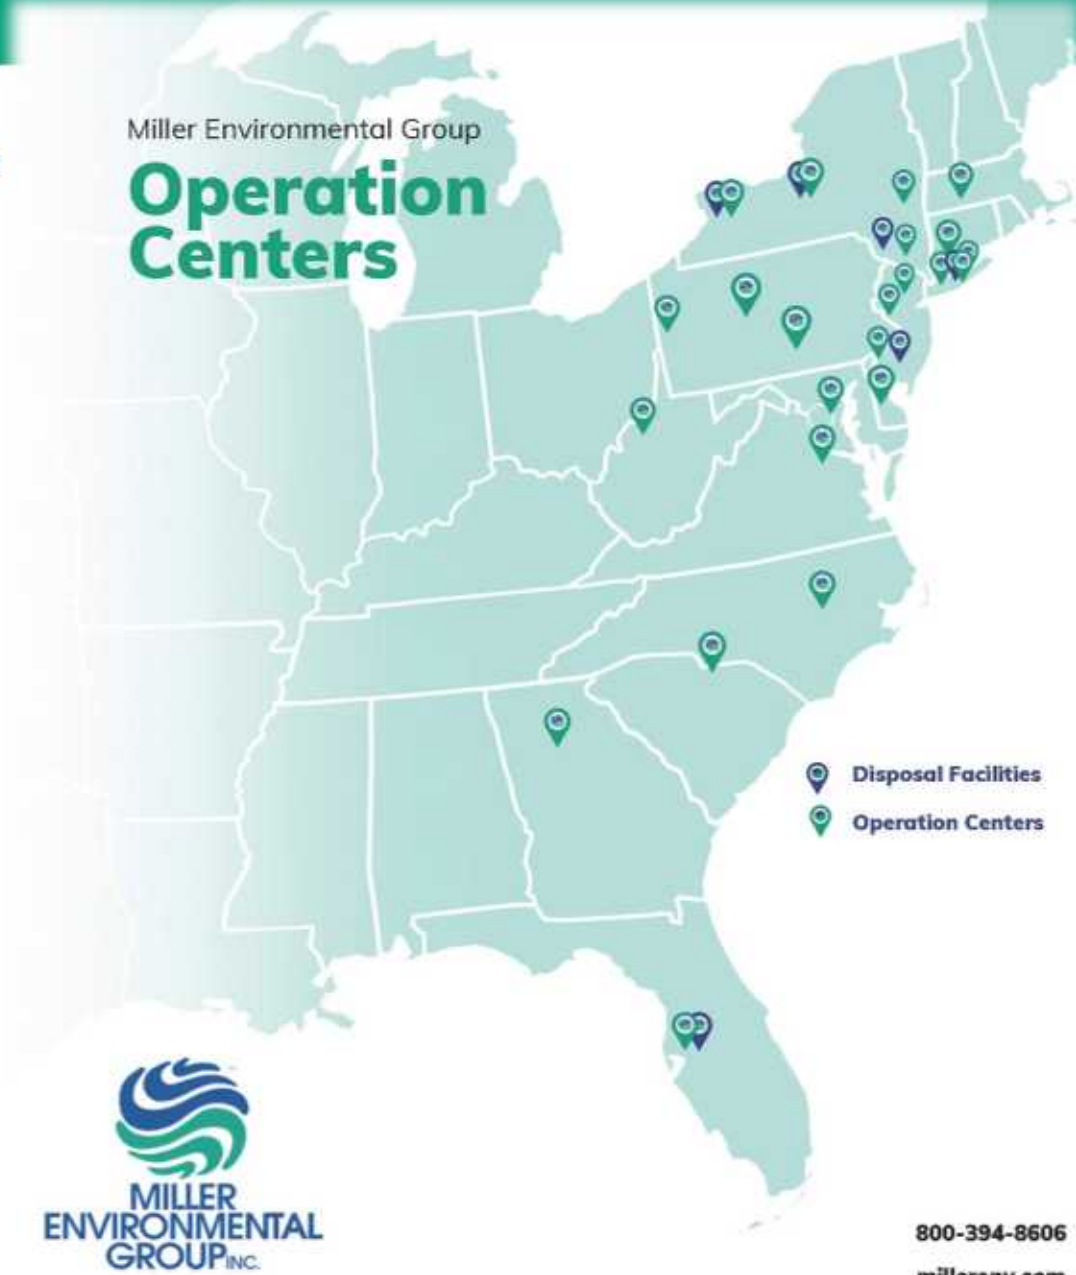 Miller Environmental Group
Operation
Centers
Disposal Facilities
Operation Centers
MILLER
ENVIRONMENTAL
GROUP INC.
800-394-8606